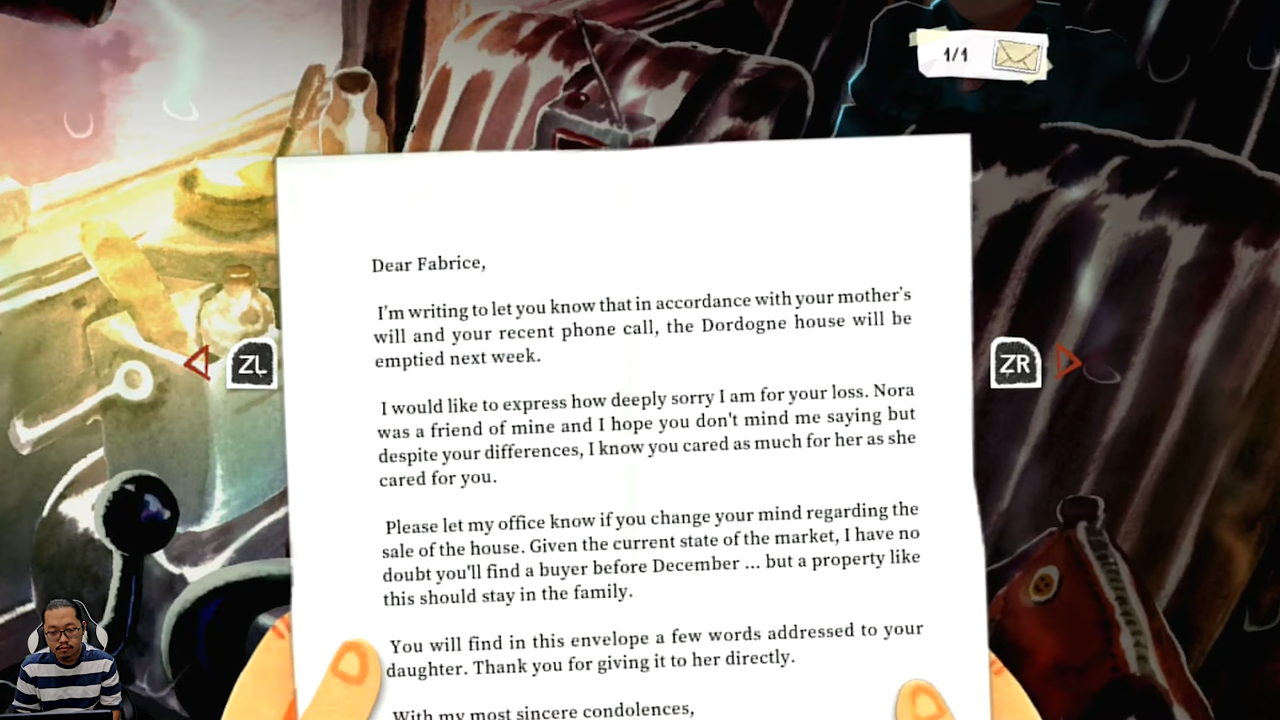 1/1
Dear Fabrice,
I'm writing to let you know that in accordance with your mother's
will and your recent phone call, the Dordogne house will be
emptied next week.
I would like to express how deeply sorry I am for your loss. Nora
was a friend of mine and I hope you don't mind me saying but
despite your differences, I know you cared as much for her as she
cared for you.
ZL
ZR
Please let my office know if you change your mind regarding the
sale of the house. Given the current state of the market, I have no
doubt you'll find a buyer before December ... but a property like
this should stay in the family.
You will find in this envelope a few words addressed to your
daughter. Thank you for giving it to her directly.
With my most sincere condolences,